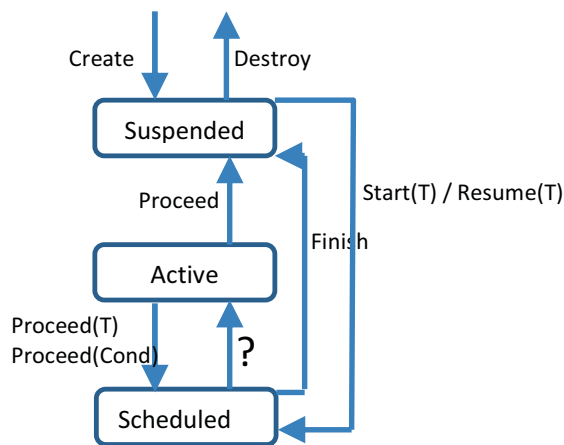 Create
Destroy
Suspended
Proceed
Start(T) / Resume(T)
Finish
Active
Proceed(T)
Proceed(Cond)
?
Scheduled